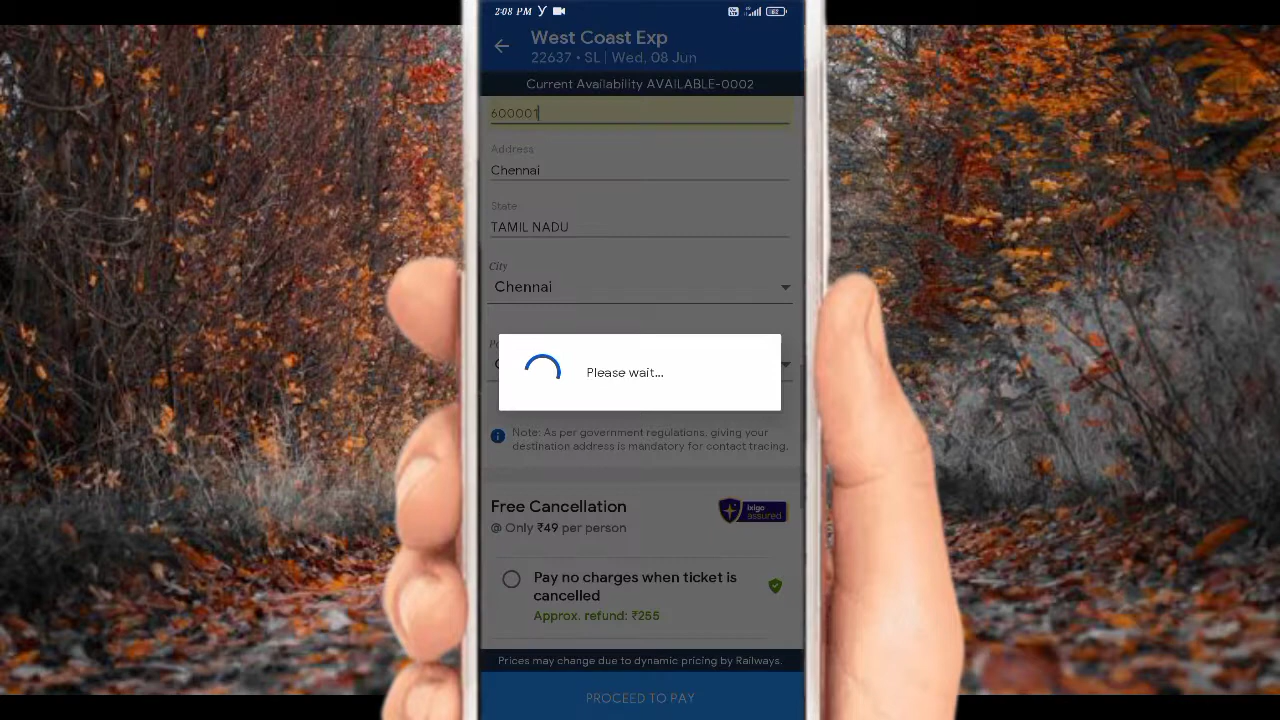 2:08 PM
62
West Coast Exp
22637 • SL | Wed, 08 Jun
Current Availability AVAILABLE-0002
600001
Address
Chennai
State
TAMIL NADU
City
Chennai
Please wait...
Note: As per government regulations, giving your
destination address is mandatory for contact tracing.
Free Cancellation
ixigo
assured
@ Only ₹49 per person
Pay no charges when ticket is
cancelled
Approx. refund: ₹255
Prices may change due to dynamic pricing by Railways.
PROCEED TO PAY